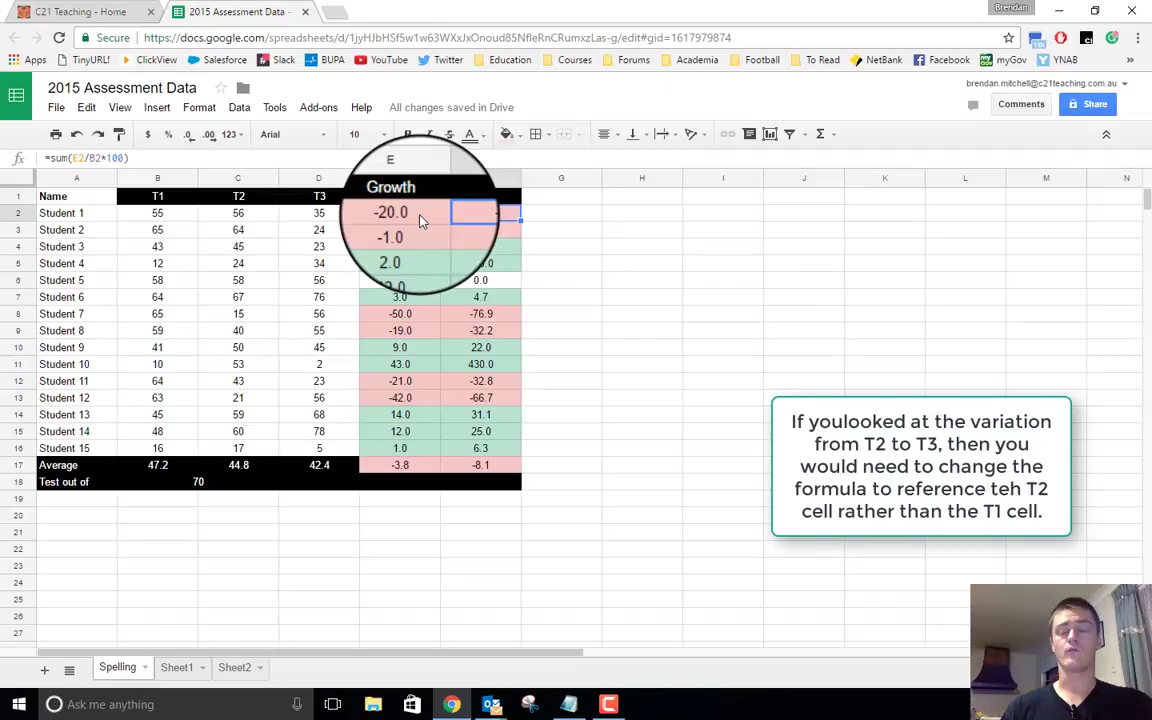 Brendan
C21 Teaching - Home
2015 Assessment Data -
Secure
https://docs.google.com/spreadsheets/d/1jyHJbHSf5w1w63WXxJxOnoud85NfleRnCRumxzLas-g/edit#gid=1617979874
Apps TinyURL! ClickView Salesforce Slack BUPA YouTube Twitter Education Courses Forums Academia Football To Read NetBank Facebook myGov YNAB
2015 Assessment Data
brendan.mitchell@c21teaching.com.au
File Edit View Insert Format Data Tools Add-ons Help All changes saved in Drive
Comments Share
$ % .0 .00 123 Arial 10 B I S A Σ
fx =sum(E2/B2*100)
A B C D E G H I J K L M N
1 Name T1 T2 T3 Growth
2 Student 1 55 56 35 -20.0 -
3 Student 2 65 64 24 -1.0
4 Student 3 43 45 23 2.0
5 Student 4 12 24 34
6 Student 5 58 58 56 0.0
7 Student 6 64 67 76 3.0 4.7
8 Student 7 65 15 56 -50.0 -76.9
9 Student 8 59 40 55 -19.0 -32.2
10 Student 9 41 50 45 9.0 22.0
11 Student 10 10 53 2 43.0 430.0
12 Student 11 64 43 23 -21.0 -32.8
13 Student 12 63 21 56 -42.0 -66.7
14 Student 13 45 59 68 14.0 31.1
15 Student 14 48 60 78 12.0 25.0
16 Student 15 16 17 5 1.0 6.3
17 Average 47.2 44.8 42.4 -3.8 -8.1
18 Test out of 70
19
20
21
22
23
24
25
26
27
If youlooked at the variation
from T2 to T3, then you
would need to change the
formula to reference teh T2
cell rather than the T1 cell.
Spelling Sheet1 Sheet2
Ask me anything